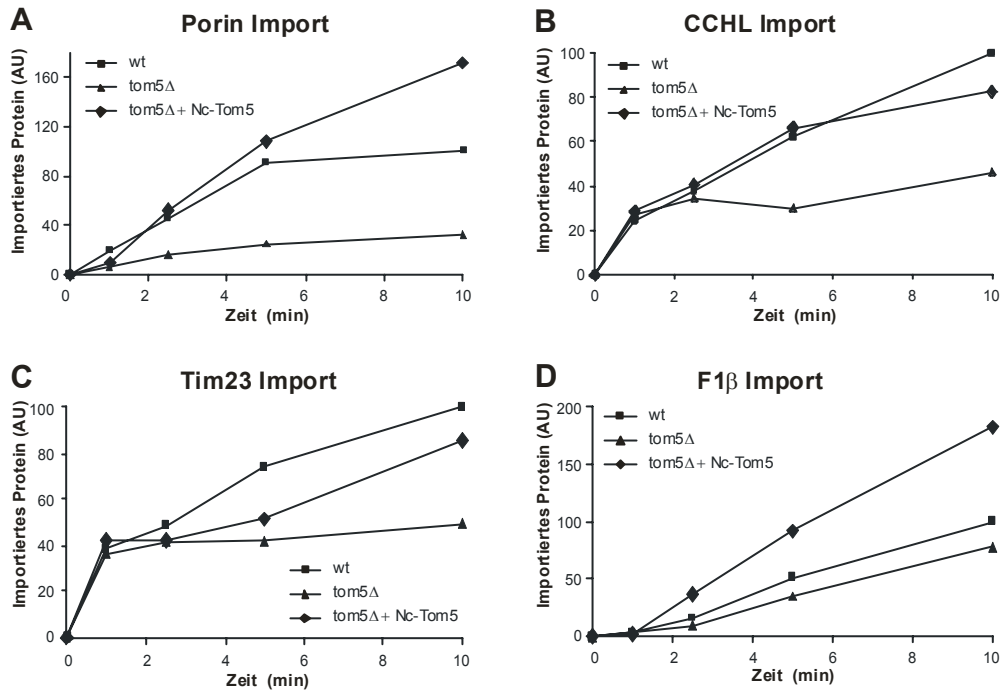 A
Porin Import
Importiertes Protein (AU)
160
120
80
40
0
wt
tom5Δ
tom5Δ+ Nc-Tom5
0 2 4 6 8 10
Zeit (min)
B
CCHL Import
Importiertes Protein (AU)
100
80
60
40
20
0
wt
tom5Δ
tom5Δ+ Nc-Tom5
0 2 4 6 8 10
Zeit (min)
C
Tim23 Import
Importiertes Protein (AU)
100
80
60
40
20
0
wt
tom5Δ
tom5Δ+ Nc-Tom5
0 2 4 6 8 10
Zeit (min)
D
F1β Import
Importiertes Protein (AU)
200
150
100
50
0
wt
tom5Δ
tom5Δ+ Nc-Tom5
0 2 4 6 8 10
Zeit (min)